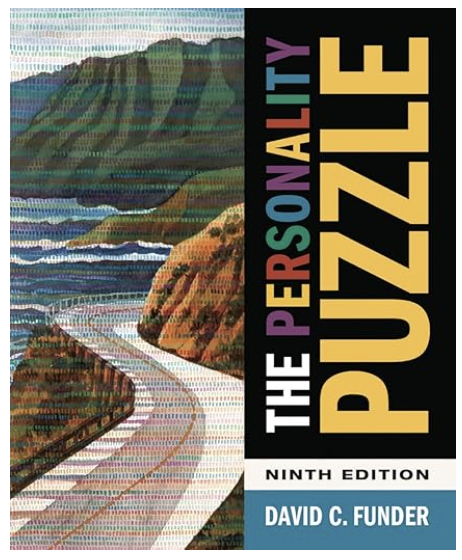 THE PERSONALITY
PUZZLE
NINTH EDITION
DAVID C. FUNDER